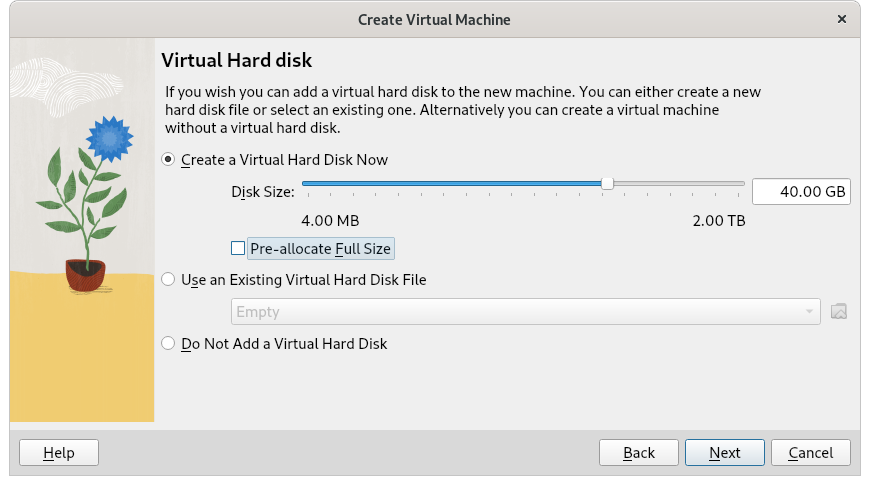 Create Virtual Machine
×
Virtual Hard disk
If you wish you can add a virtual hard disk to the new machine. You can either create a new
hard disk file or select an existing one. Alternatively you can create a virtual machine
without a virtual hard disk.
Create a Virtual Hard Disk Now
Disk Size:
40.00 GB
4.00 MB
2.00 TB
Pre-allocate Full Size
Use an Existing Virtual Hard Disk File
Empty
Do Not Add a Virtual Hard Disk
Help
Back
Next
Cancel